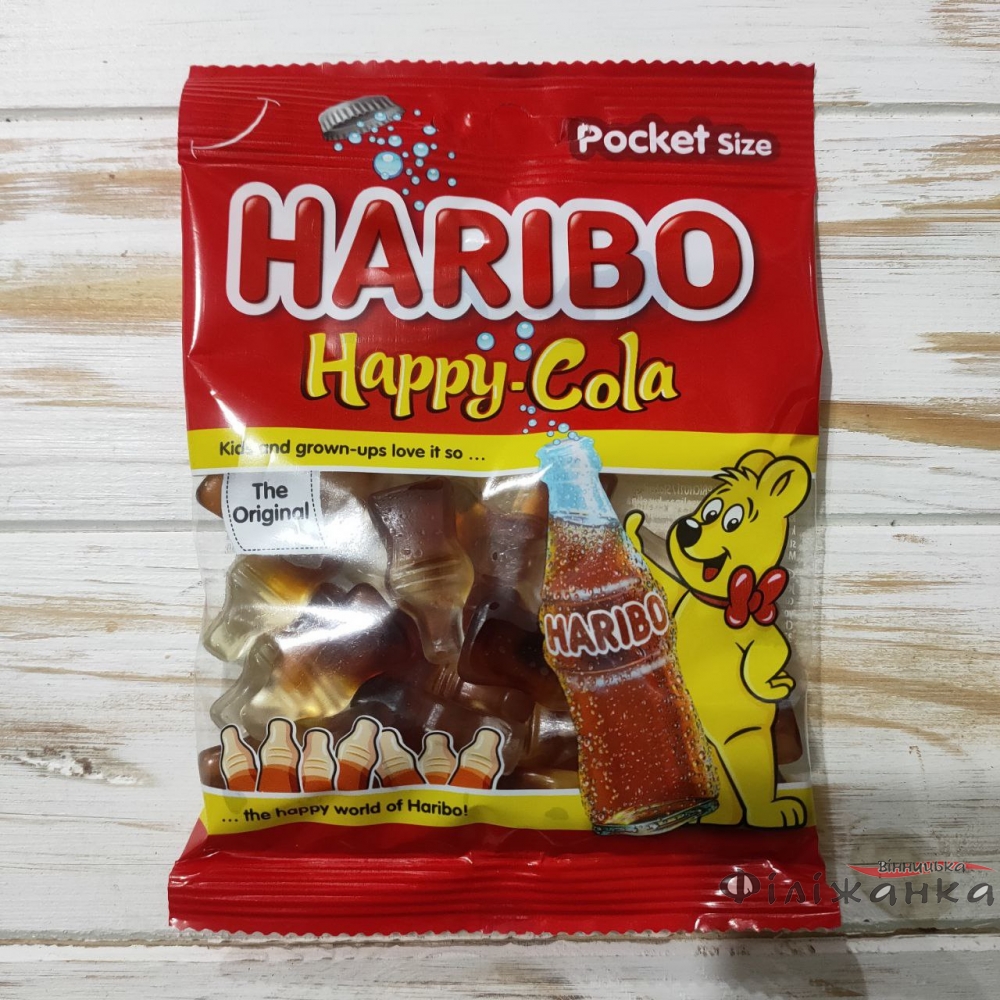 Pocket Size
HARIBO
Happy-Cola
Kids and grown-ups love it so ...
The
Original
HARIBO
... the happy world of Haribo!
Вінницька
Філіжанка